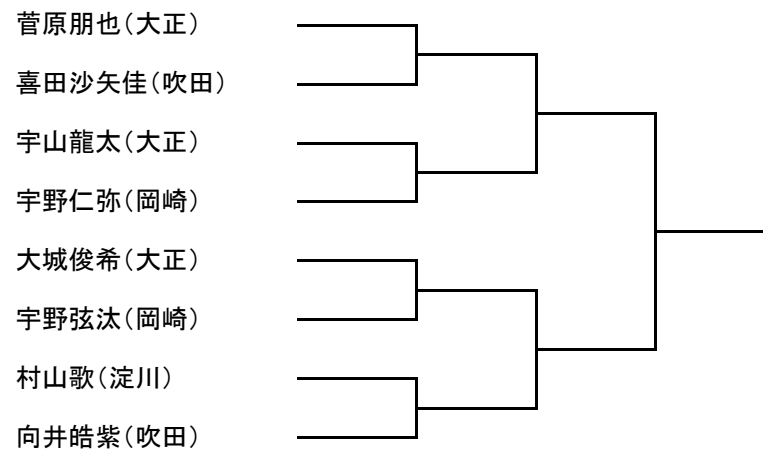 菅原朋也（大正）
喜田沙矢佳（吹田）
宇山龍太（大正）
宇野仁弥（岡崎）
大城俊希（大正）
宇野弦汰（岡崎）
村山歌（淀川）
向井皓紫（吹田）